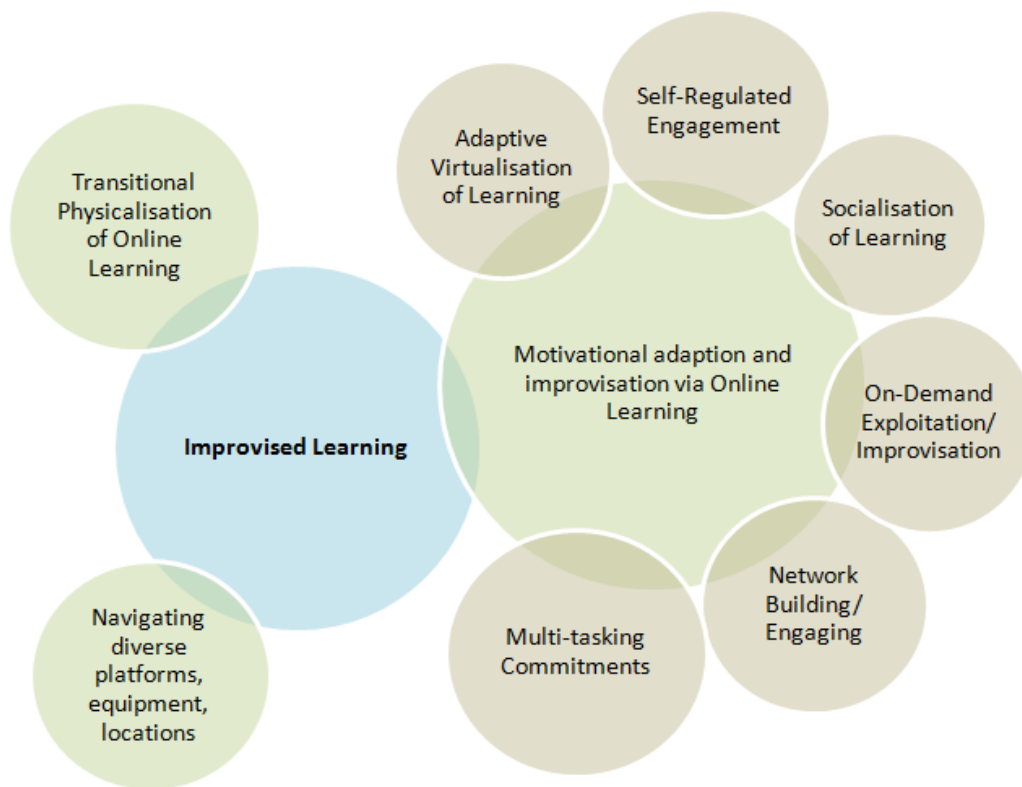 Transitional
Physicalisation
of Online
Learning
Improvised Learning
Navigating
diverse
platforms,
equipment,
locations
Adaptive
Virtualisation
of Learning
Self-Regulated
Engagement
Socialisation
of Learning
Motivational adaption and
improvisation via Online
Learning
On-Demand
Exploitation/
Improvisation
Network
Building/
Engaging
Multi-tasking
Commitments